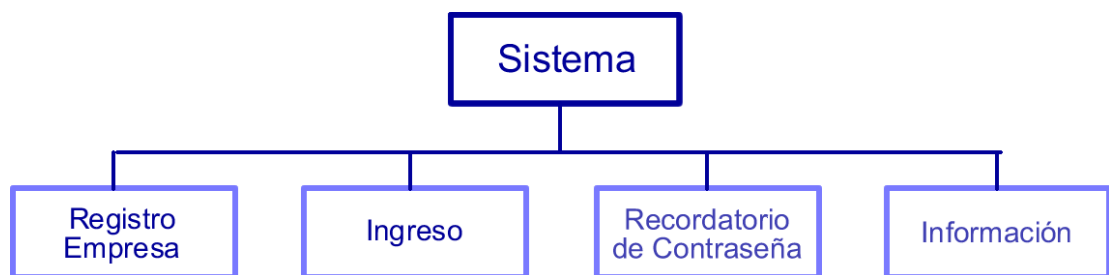 Sistema
Registro
Empresa
Ingreso
Recordatorio
de Contraseña
Información